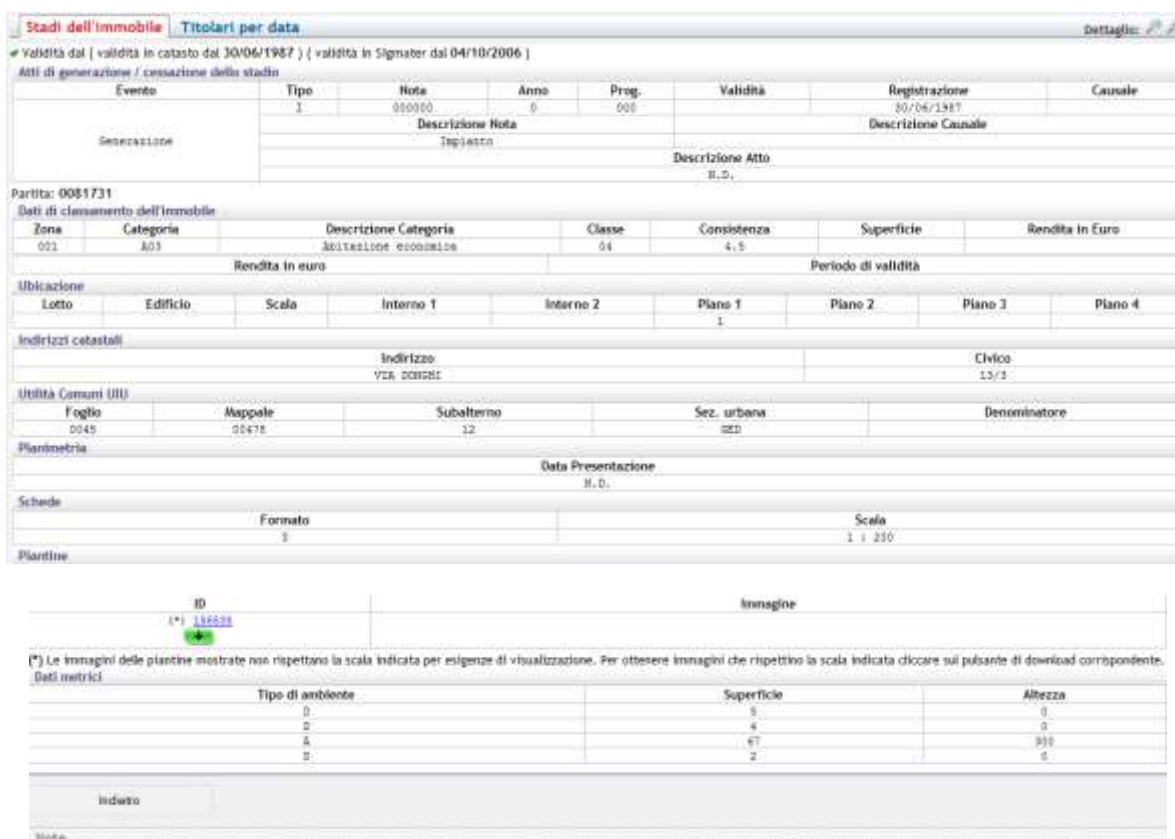 Stadi dell'immobile Titolari per data Dettaglio:
Validità dal ( validità in catasto dal 30/06/1987 ) ( validità in Sigmater dal 04/10/2006 )
Atti di generazione / cessazione dello stadio
Evento Tipo Nota Anno Prog. Validità Registrazione Causale
I 000000 0 000 30/06/1987
Descrizione Nota Descrizione Causale
Generazione Impianto
Descrizione Atto
N.D.
Partita: 0081731
Dati di classamento dell'immobile
Zona Categoria Descrizione Categoria Classe Consistenza Superficie Rendita in Euro
001 A03 Abitazione economica 04 4.5
Rendita in euro Periodo di validità
Ubicazione
Lotto Edificio Scala Interno 1 Interno 2 Piano 1 Piano 2 Piano 3 Piano 4
1
Indirizzi catastali
Indirizzo Civico
VIA DONGHI 13/3
Utilità Comuni UIU
Foglio Mappale Subalterno Sez. urbana Denominatore
0045 12
Planimetria
Data Presentazione
N.D.
Schede
Formato Scala
1 : 200
Piantine
ID Immagine
(*)
(*) Le immagini delle piantine mostrate non rispettano la scala indicata per esigenze di visualizzazione. Per ottenere immagini che rispettino la scala indicata cliccare sul pulsante di download corrispondente.
Dati metrici
Tipo di ambiente Superficie Altezza
D 0
D 4 0
A 67 300
2 0
Indietro
Note